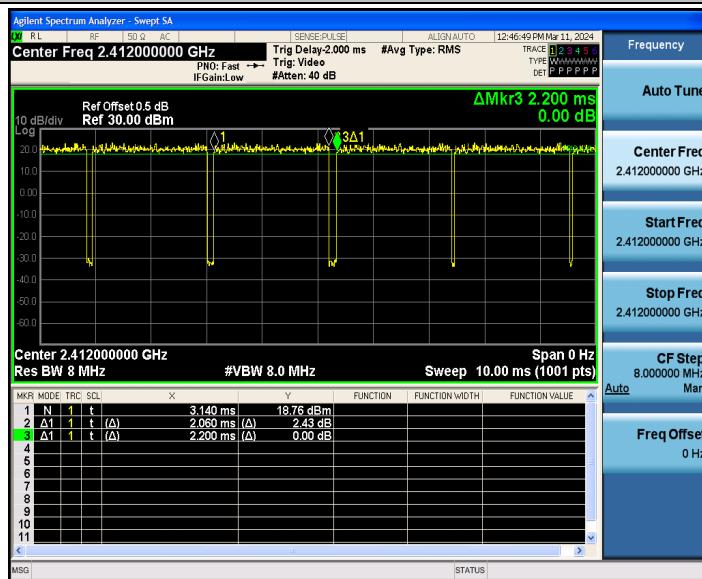 Agilent Spectrum Analyzer - Swept SA
RL RF 50 Ω AC SENSE:PULSE ALIGN AUTO 12:46:49 PM Mar 11, 2024
Center Freq 2.412000000 GHz
PNO: Fast
IFGain:Low
Trig Delay-2.000 ms
Trig: Video
#Atten: 40 dB
#Avg Type: RMS
TRACE 1 2 3 4 5 6
TYPE W
DET P P P P P P
ΔMkr3 2.200 ms
0.00 dB
Ref Offset 0.5 dB
10 dB/div Ref 30.00 dBm
Log
1
3Δ1
20.0
10.0
0.00
-10.0
-20.0
-30.0
-40.0
-50.0
-60.0
Center 2.412000000 GHz Span 0 Hz
Res BW 8 MHz #VBW 8.0 MHz Sweep 10.00 ms (1001 pts)
MKR MODE TRC SCL X Y FUNCTION FUNCTION WIDTH FUNCTION VALUE
1 N 1 t 3.140 ms 18.76 dBm
2 Δ1 1 t (Δ) 2.060 ms (Δ) 2.43 dB
3 Δ1 1 t (Δ) 2.200 ms (Δ) 0.00 dB
4
5
6
7
8
9
10
11
MSG STATUS
Frequency
Auto Tune
Center Freq
2.412000000 GHz
Start Freq
2.412000000 GHz
Stop Freq
2.412000000 GHz
CF Step
8.000000 MHz
Auto Man
Freq Offset
0 Hz